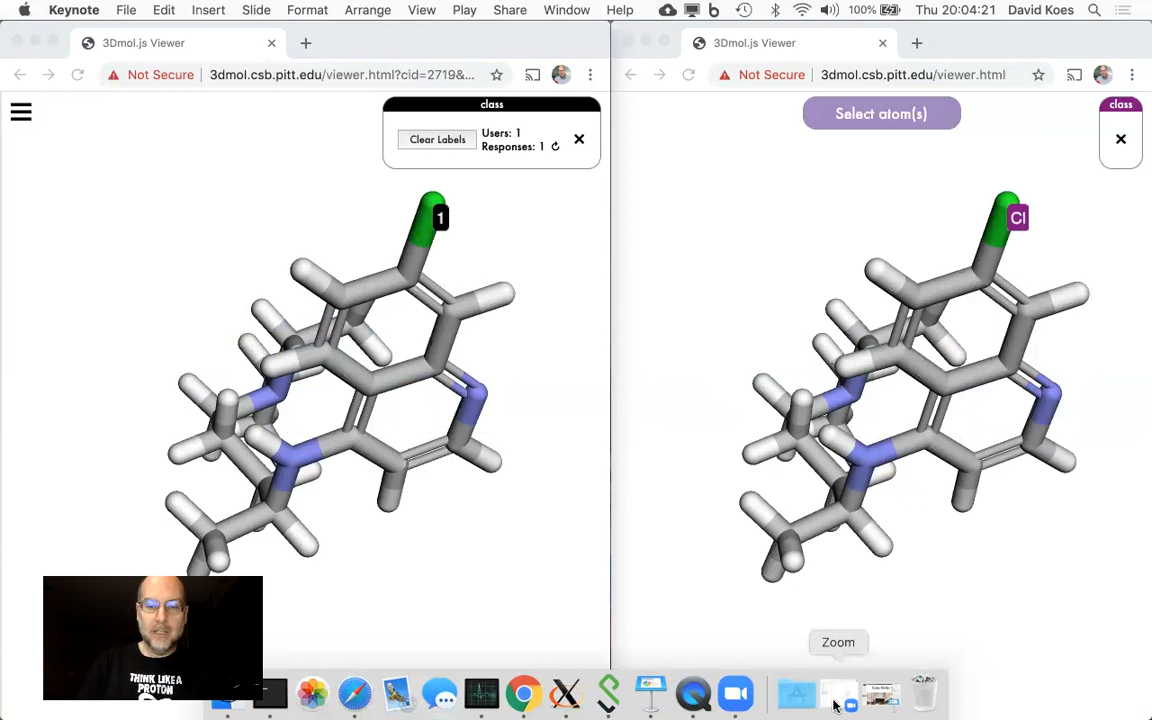 Keynote File Edit Insert Slide Format Arrange View Play Share Window Help 100% Thu 20:04:21 David Koes
3Dmol.js Viewer
Not Secure 3dmol.csb.pitt.edu/viewer.html?cid=2719&...
class
Clear Labels
Users: 1
Responses: 1
1
3Dmol.js Viewer
Not Secure 3dmol.csb.pitt.edu/viewer.html
Select atom(s)
class
Cl
THINK LIKE A
PROTON
Zoom